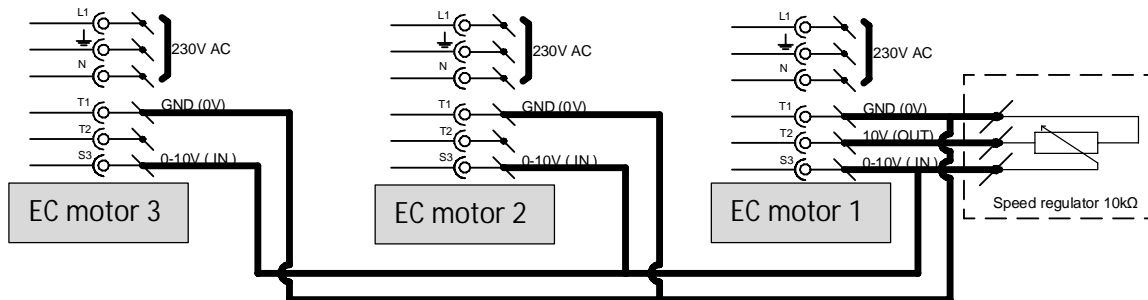 L1
230V AC
N
T1
GND (0V)
T2
S3
0-10V ( IN )
EC motor 3
L1
230V AC
N
T1
GND (0V)
T2
S3
0-10V ( IN )
EC motor 2
L1
230V AC
N
T1
GND (0V)
T2
10V (OUT)
S3
0-10V ( IN )
EC motor 1
Speed regulator 10kΩ